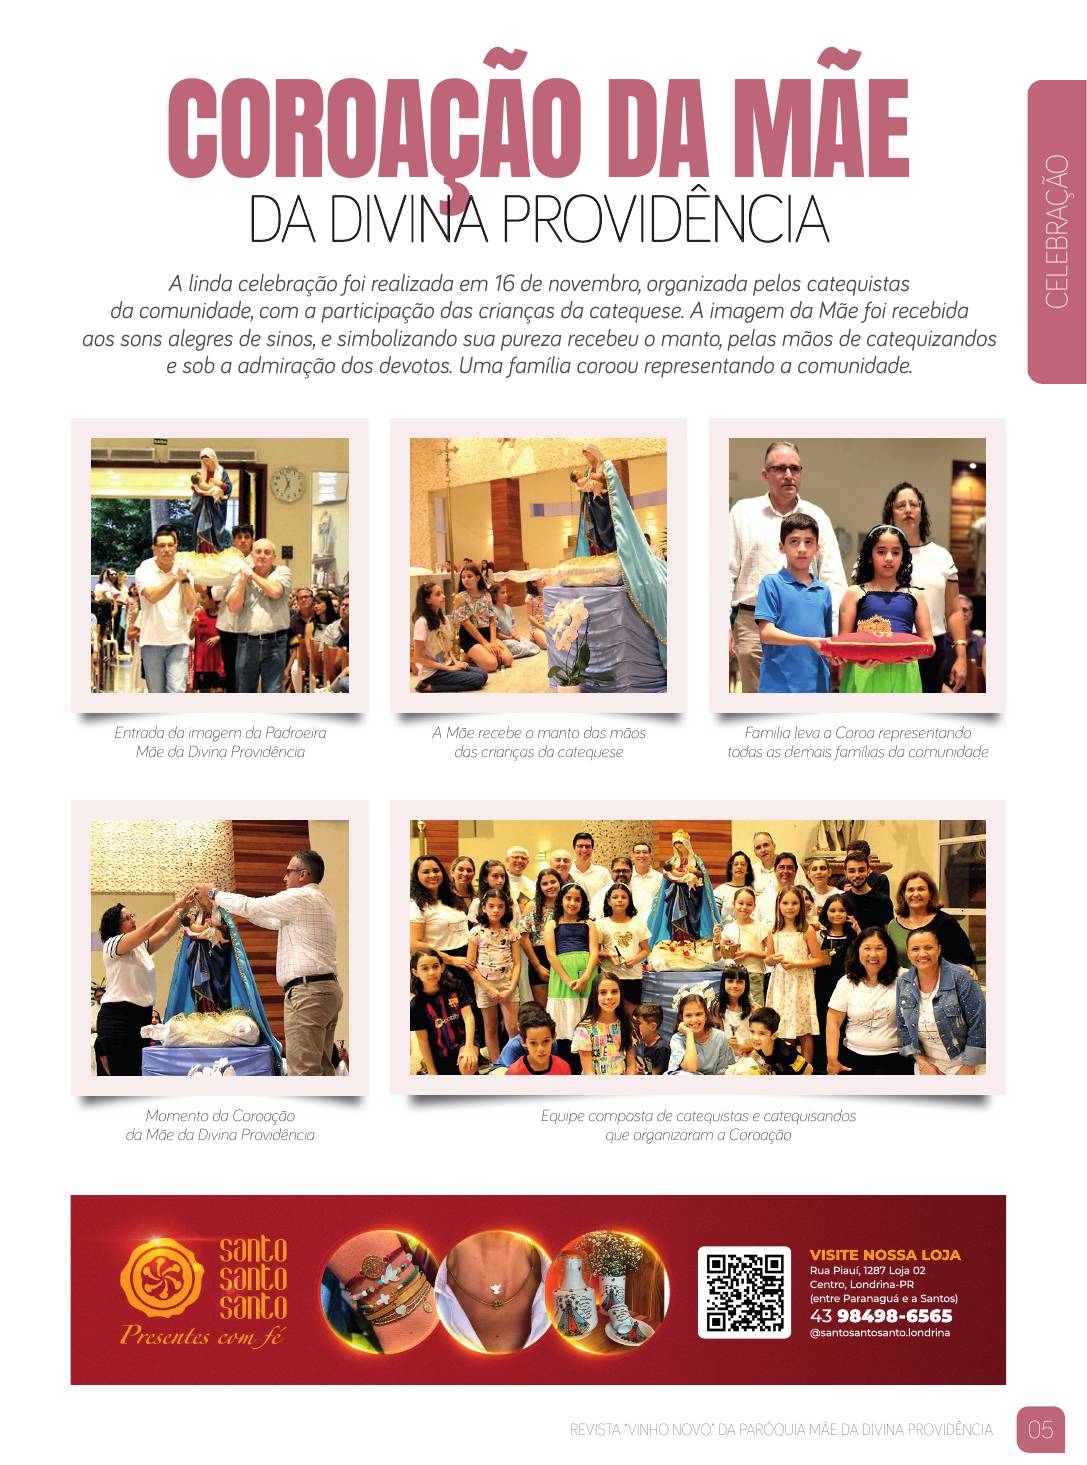 COROAÇÃO DA MÃE
DA DIVINA PROVIDÊNCIA
CELEBRAÇÃO
A linda celebração foi realizada em 16 de novembro, organizada pelos catequistas
da comunidade, com a participação das crianças da catequese. A imagem da Mãe foi recebida
aos sons alegres de sinos, e simbolizando sua pureza recebeu o manto, pelas mãos de catequizandos
e sob a admiração dos devotos. Uma família coroou representando a comunidade.
Entrada da imagem da Padroeira
Mãe da Divina Providência
A Mãe recebe o manto das mãos
das crianças da catequese
Familia leva a Coroa representando
todas as demais famílias da comunidade
Momento da Coroação
da Mãe da Divina Providência
Equipe composta de catequistas e catequisandos
que organizaram a Coroação
santo
santo
santo
Presentes com fé
VISITE NOSSA LOJA
Rua Piauí, 1287 Loja 02
Centro, Londrina-PR
(entre Paranaguá e a Santos)
43 98498-6565
@santosantosanto.londrina
REVISTA "VINHO NOVO" DA PARÓQUIA MÃE DA DIVINA PROVIDÊNCIA
05